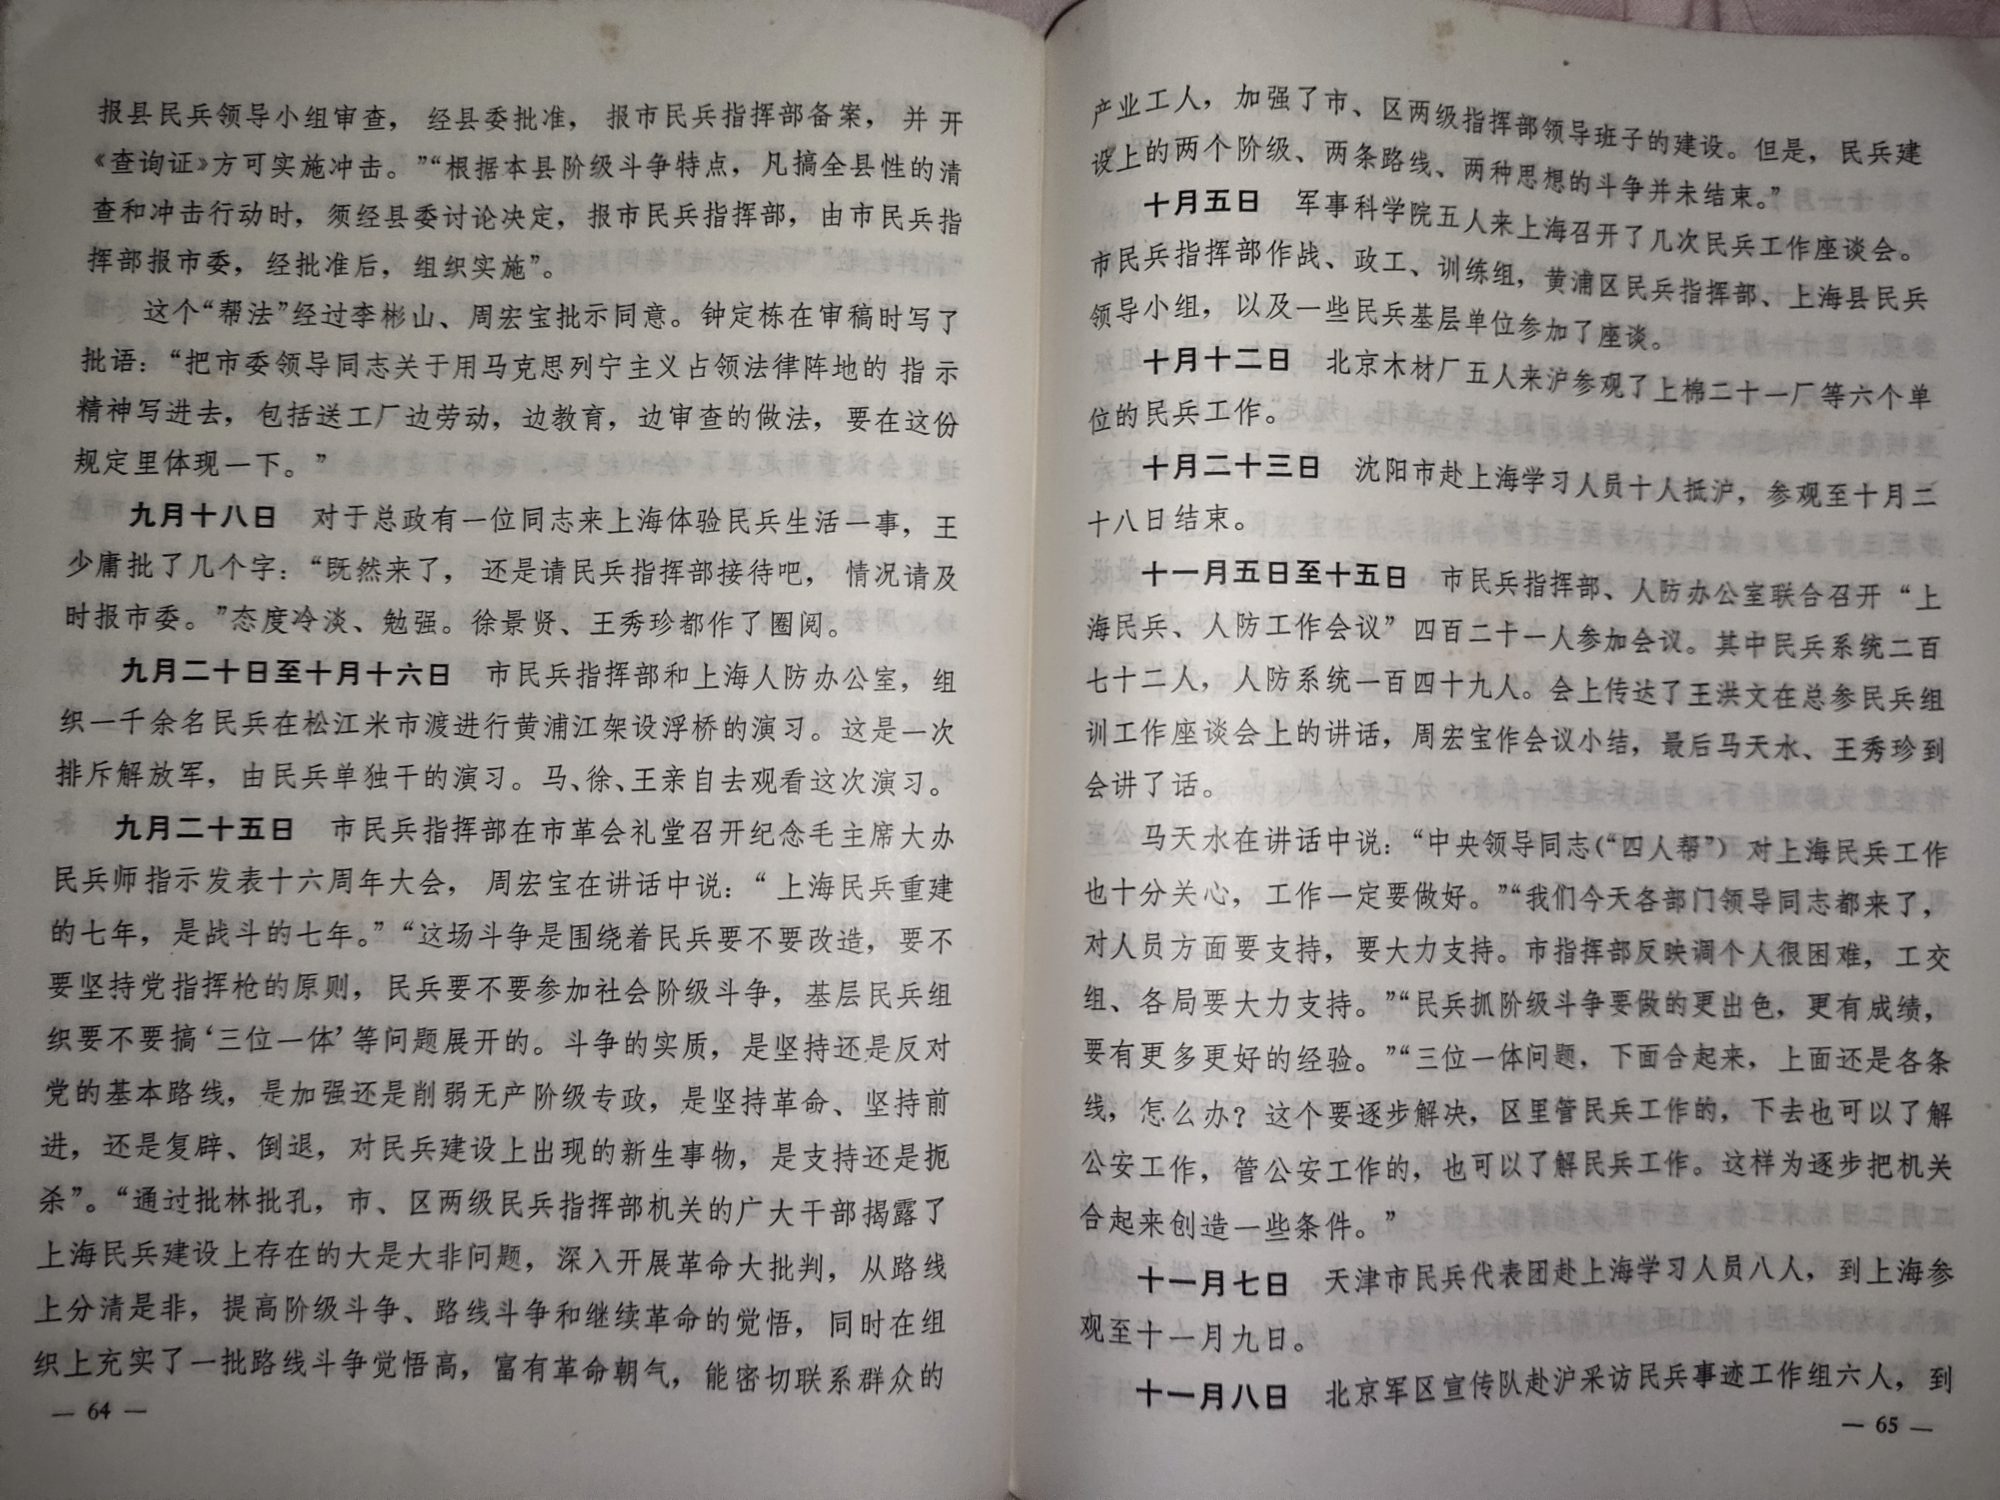 报县民兵领导小组审查，经县委批准，报市民兵指挥部备案，并开
《查询证》方可实施冲击。”“根据本县阶级斗争特点，凡搞全县性的清
查和冲击行动时，须经县委讨论决定，报市民兵指挥部，由市民兵指
挥部报市委，经批准后，组织实施”。
这个“帮法”经过李彬山、周宏宝批示同意。钟定栋在审稿时写了
批语：“把市委领导同志关于用马克思列宁主义占领法律阵地的指示
精神写进去，包括送工厂边劳动，边教育，边审查的做法，要在这份
规定里体现一下。”
九月十八日 对于总政有一位同志来上海体验民兵生活一事，王
少庸批了几个字：“既然来了，还是请民兵指挥部接待吧，情况请及
时报市委。”态度冷淡、勉强。徐景贤、王秀珍都作了圈阅。
九月二十日至十月十六日 市民兵指挥部和上海人防办公室，组
织一千余名民兵在松江米市渡进行黄浦江架设浮桥的演习。这是一次
排斥解放军，由民兵单独干的演习。马、徐、王亲自去观看这次演习。
九月二十五日 市民兵指挥部在市革会礼堂召开纪念毛主席大办
民兵师指示发表十六周年大会，周宏宝在讲话中说：“上海民兵重建
的七年，是战斗的七年。”“这场斗争是围绕着民兵要不要改造，要不
要坚持党指挥枪的原则，民兵要不要参加社会阶级斗争，基层民兵组
织要不要搞‘三位一体’等问题展开的。斗争的实质，是坚持还是反对
党的基本路线，是加强还是削弱无产阶级专政，是坚持革命、坚持前
进，还是复辟、倒退，对民兵建设上出现的新生事物，是支持还是扼
杀”。“通过批林批孔，市、区两级民兵指挥部机关的广大干部揭露了
上海民兵建设上存在的大是大非问题，深入开展革命大批判，从路线
上分清是非，提高阶级斗争、路线斗争和继续革命的觉悟，同时在组
织上充实了一批路线斗争觉悟高，富有革命朝气，能密切联系群众的
— 64 —
产业工人，加强了市、区两级指挥部领导班子的建设。但是，民兵建
设上的两个阶级、两条路线、两种思想的斗争并未结束。”
十月五日 军事科学院五人来上海召开了几次民兵工作座谈会。
市民兵指挥部作战、政工、训练组，黄浦区民兵指挥部、上海县民兵
领导小组，以及一些民兵基层单位参加了座谈。
十月十二日 北京木材厂五人来沪参观了上棉二十一厂等六个单
位的民兵工作。
十月二十三日 沈阳市赴上海学习人员十人抵沪，参观至十月二
十八日结束。
十一月五日至十五日 市民兵指挥部、人防办公室联合召开“上
海民兵、人防工作会议”四百二十一人参加会议。其中民兵系统二百
七十二人，人防系统一百四十九人。会上传达了王洪文在总参民兵组
训工作座谈会上的讲话，周宏宝作会议小结，最后马天水、王秀珍到
会讲了话。
马天水在讲话中说：“中央领导同志（“四人帮”）对上海民兵工作
也十分关心，工作一定要做好。”“我们今天各部门领导同志都来了，
对人员方面要支持，要大力支持。市指挥部反映调个人很困难，工交
组、各局要大力支持。”“民兵抓阶级斗争要做的更出色，更有成绩，
要有更多更好的经验。”“三位一体问题，下面合起来，上面还是各条
线，怎么办？这个要逐步解决，区里管民兵工作的，下去也可以了解
公安工作，管公安工作的，也可以了解民兵工作。这样为逐步把机关
合起来创造一些条件。”
十一月七日 天津市民兵代表团赴上海学习人员八人，到上海参
观至十一月九日。
十一月八日 北京军区宣传队赴沪采访民兵事迹工作组六人，到
— 65 —